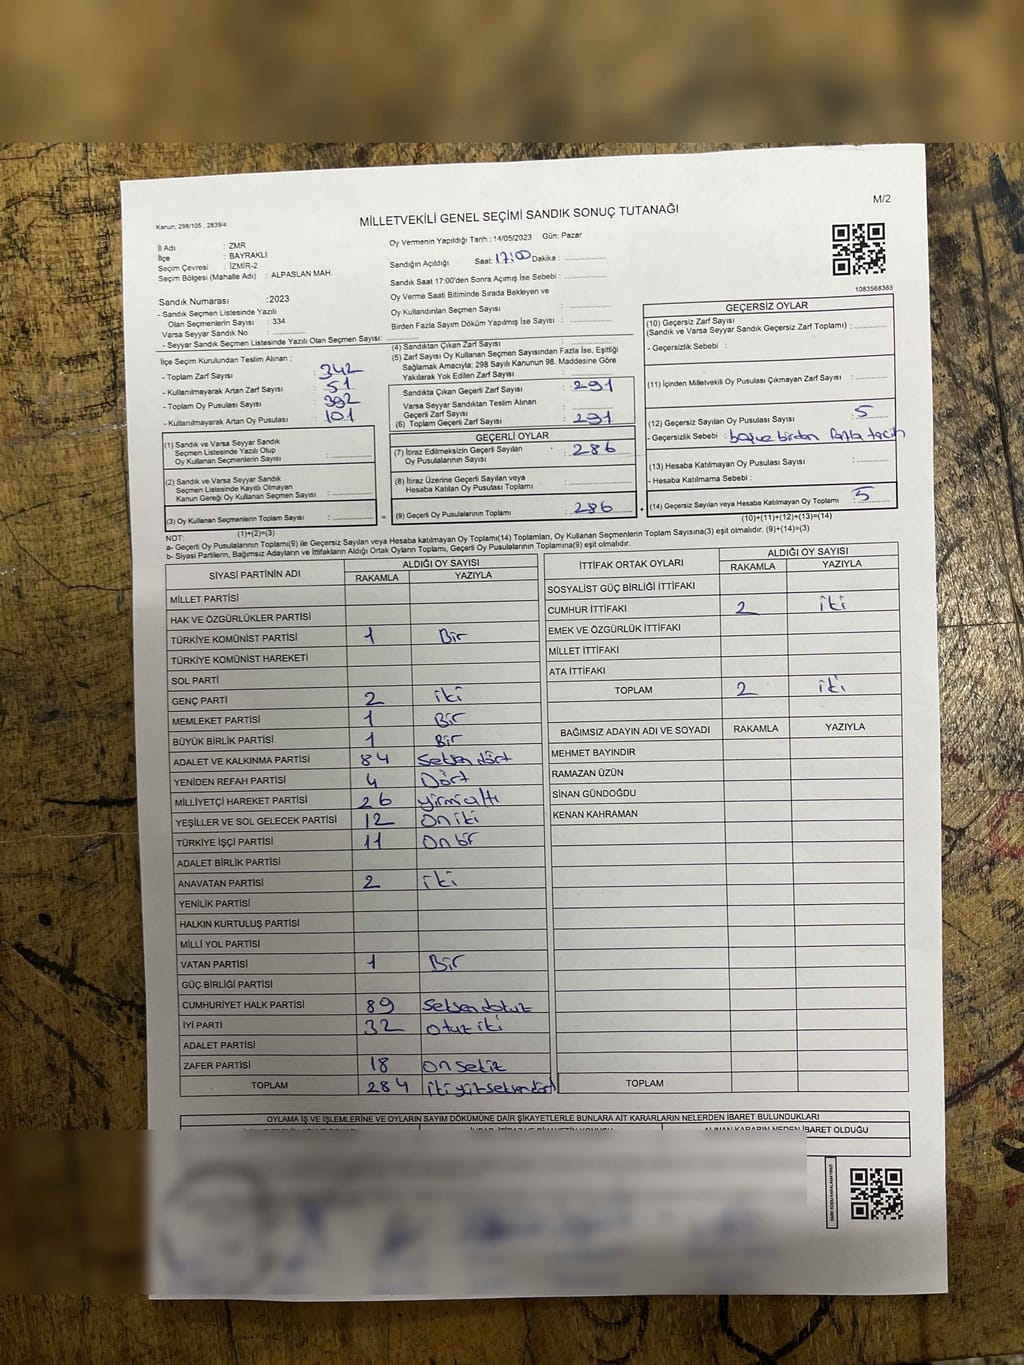 M/2
Kanun; 298/105 , 2839/4
MİLLETVEKİLİ GENEL SEÇİMİ SANDIK SONUÇ TUTANAĞI
İl Adı : ZMR
İlçe : BAYRAKLI
Seçim Çevresi : İZMİR-2
Seçim Bölgesi (Mahalle Adı) : ALPASLAN MAH.
Sandık Numarası :2023
- Sandık Seçmen Listesinde Yazılı
Olan Seçmenlerin Sayısı : 334
Varsa Seyyar Sandık No :
- Seyyar Sandık Seçmen Listesinde Yazılı Olan Seçmen Sayısı:
Oy Vermenin Yapıldığı Tarih : 14/05/2023 Gün: Pazar
Sandığın Açıldığı Saat: 17:00 Dakika :
Sandık Saat 17:00'den Sonra Açımış İse Sebebi :
Oy Verme Saati Bitiminde Sırada Bekleyen ve
Oy Kullandırılan Seçmen Sayısı :
Birden Fazla Sayım Döküm Yapılmış İse Sayısı :
1083568365
İlçe Seçim Kurulundan Teslim Alınan ;
- Toplam Zarf Sayısı : 342
- Kullanılmayarak Artan Zarf Sayısı : 51
- Toplam Oy Pusulası Sayısı : 392
- Kullanılmayarak Artan Oy Pusulası : 101
(1) Sandık ve Varsa Seyyar Sandık
Seçmen Listesinde Yazılı Olup
Oy Kullanan Seçmenlerin Sayısı :
(2) Sandık ve Varsa Seyyar Sandık
Seçmen Listesinde Kayıtlı Olmayan
Kanun Gereği Oy Kullanan Seçmen Sayısı :
(3) Oy Kullanan Seçmenlerin Toplam Sayısı :
(1)+(2)=(3)
(4) Sandıktan Çıkan Zarf Sayısı :
(5) Zarf Sayısı Oy Kullanan Seçmen Sayısından Fazla İse, Eşitliği
Sağlamak Amacıyla; 298 Sayılı Kanunun 98. Maddesine Göre
Yakılarak Yok Edilen Zarf Sayısı :
Sandıkta Çıkan Geçerli Zarf Sayısı : 291
Varsa Seyyar Sandıktan Teslim Alınan
Geçerli Zarf Sayısı :
(6) Toplam Geçerli Zarf Sayısı : 291
GEÇERLİ OYLAR
(7) İtiraz Edilmeksizin Geçerli Sayılan
Oy Pusulalarının Sayısı : 286
(8) İtiraz Üzerine Geçerli Sayılan veya
Hesaba Katılan Oy Pusulası Toplamı :
= (9) Geçerli Oy Pusulalarının Toplamı : 286 +
GEÇERSİZ OYLAR
(10) Geçersiz Zarf Sayısı
(Sandık ve Varsa Seyyar Sandık Geçersiz Zarf Toplamı) :
- Geçersizlik Sebebi :
(11) İçinden Milletvekili Oy Pusulası Çıkmayan Zarf Sayısı :
(12) Geçersiz Sayılan Oy Pusulası Sayısı : 5
- Geçersizlik Sebebi : birden fazla tercih
(13) Hesaba Katılmayan Oy Pusulası Sayısı :
- Hesaba Katılmama Sebebi :
(14) Geçersiz Sayılan veya Hesaba Katılmayan Oy Toplamı : 5
(10)+(11)+(12)+(13)=(14)
NOT:
a- Geçerli Oy Pusulalarının Toplamı(9) ile Geçersiz Sayılan veya Hesaba Katılmayan Oy Toplamı(14) Toplamları, Oy Kullanan Seçmenlerin Toplam Sayısına(3) eşit olmalıdır. (9)+(14)=(3)
b- Siyasi Partilerin, Bağımsız Adayların ve İttifakların Aldığı Ortak Oyların Toplamı, Geçerli Oy Pusulalarının Toplamına(9) eşit olmalıdır.
SİYASİ PARTİNİN ADI ALDIĞI OY SAYISI
RAKAMLA YAZIYLA
MİLLET PARTİSİ
HAK VE ÖZGÜRLÜKLER PARTİSİ
TÜRKİYE KOMÜNİST PARTİSİ 1 Bir
TÜRKİYE KOMÜNİST HAREKETİ
SOL PARTİ
GENÇ PARTİ 2 iki
MEMLEKET PARTİSİ 1 Bir
BÜYÜK BİRLİK PARTİSİ 1 Bir
ADALET VE KALKINMA PARTİSİ 84 Seksen dört
YENİDEN REFAH PARTİSİ 4 Dört
MİLLİYETÇİ HAREKET PARTİSİ 26 yirmialtı
YEŞİLLER VE SOL GELECEK PARTİSİ 12 On iki
TÜRKİYE İŞÇİ PARTİSİ 11 On bir
ADALET BİRLİK PARTİSİ
ANAVATAN PARTİSİ 2 iki
YENİLİK PARTİSİ
HALKIN KURTULUŞ PARTİSİ
MİLLİ YOL PARTİSİ
VATAN PARTİSİ 1 Bir
GÜÇ BİRLİĞİ PARTİSİ
CUMHURİYET HALK PARTİSİ 89 Seksen dokuz
İYİ PARTİ 32 otuz iki
ADALET PARTİSİ
ZAFER PARTİSİ 18 on sekiz
TOPLAM 284 ikiyüzseksendört
İTTİFAK ORTAK OYLARI ALDIĞI OY SAYISI
RAKAMLA YAZIYLA
SOSYALİST GÜÇ BİRLİĞİ İTTİFAKI
CUMHUR İTTİFAKI 2 iki
EMEK VE ÖZGÜRLÜK İTTİFAKI
MİLLET İTTİFAKI
ATA İTTİFAKI
TOPLAM 2 iki
BAĞIMSIZ ADAYIN ADI VE SOYADI RAKAMLA YAZIYLA
MEHMET BAYINDIR
RAMAZAN ÜZÜN
SİNAN GÜNDOĞDU
KENAN KAHRAMAN
TOPLAM
OYLAMA İŞ VE İŞLEMLERİNE VE OYLARIN SAYIM DÖKÜMÜNE DAİR ŞİKAYETLERLE BUNLARA AİT KARARLARIN NELERDEN İBARET BULUNDUKLARI
ALINAN KARARIN NEDEN İBARET OLDUĞU